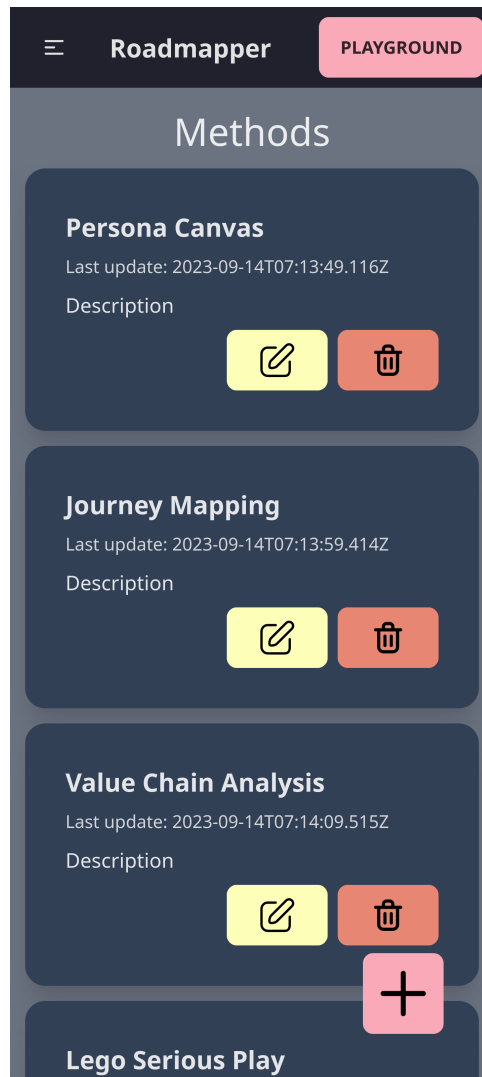 Roadmapper
PLAYGROUND
Methods
Persona Canvas
Last update: 2023-09-14T07:13:49.116Z
Description
Journey Mapping
Last update: 2023-09-14T07:13:59.414Z
Description
Value Chain Analysis
Last update: 2023-09-14T07:14:09.515Z
Description
Lego Serious Play